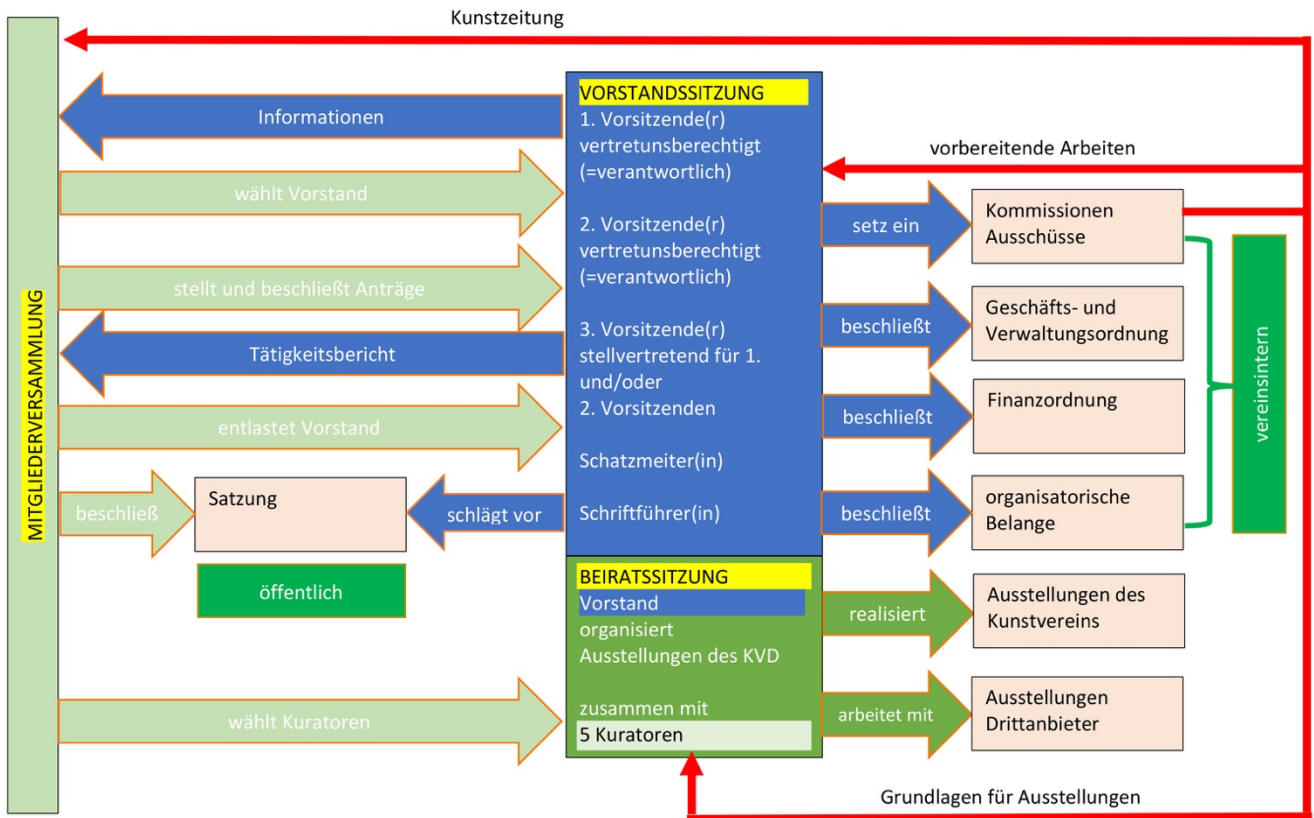 Kunstzeitung
MITGLIEDERVERSAMMLUNG
Informationen
wählt Vorstand
stellt und beschließt Anträge
Tätigkeitsbericht
entlastet Vorstand
beschließ
Satzung
schlägt vor
öffentlich
wählt Kuratoren
VORSTANDSSITZUNG
1. Vorsitzende(r)
vertretunsberechtigt
(=verantwortlich)
2. Vorsitzende(r)
vertretunsberechtigt
(=verantwortlich)
3. Vorsitzende(r)
stellvertretend für 1.
und/oder
2. Vorsitzenden
Schatzmeiter(in)
Schriftführer(in)
BEIRATSSITZUNG
Vorstand
organisiert
Ausstellungen des KVD
zusammen mit
5 Kuratoren
vorbereitende Arbeiten
setz ein
Kommissionen
Ausschüsse
beschließt
Geschäfts- und
Verwaltungsordnung
beschließt
Finanzordnung
beschließt
organisatorische
Belange
vereinsintern
realisiert
Ausstellungen des
Kunstvereins
arbeitet mit
Ausstellungen
Drittanbieter
Grundlagen für Ausstellungen